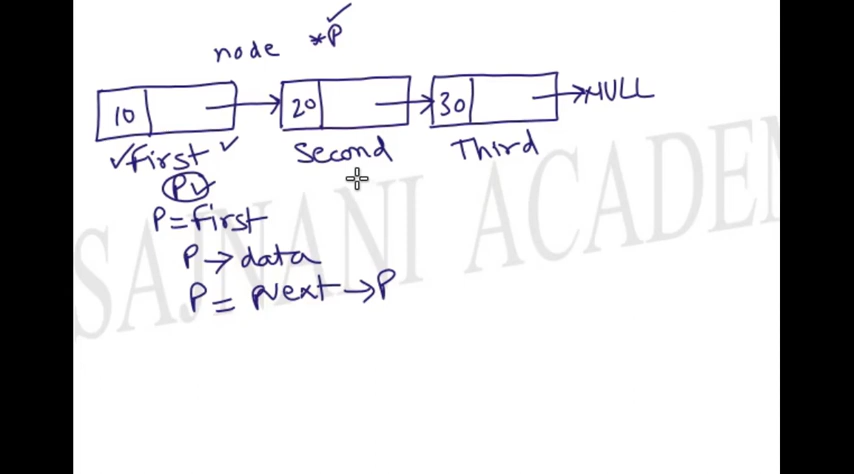 node *P
10 20 30 NULL
First Second Third
P
P = First
P → data
P = Next → P
SAJNANI ACADEM